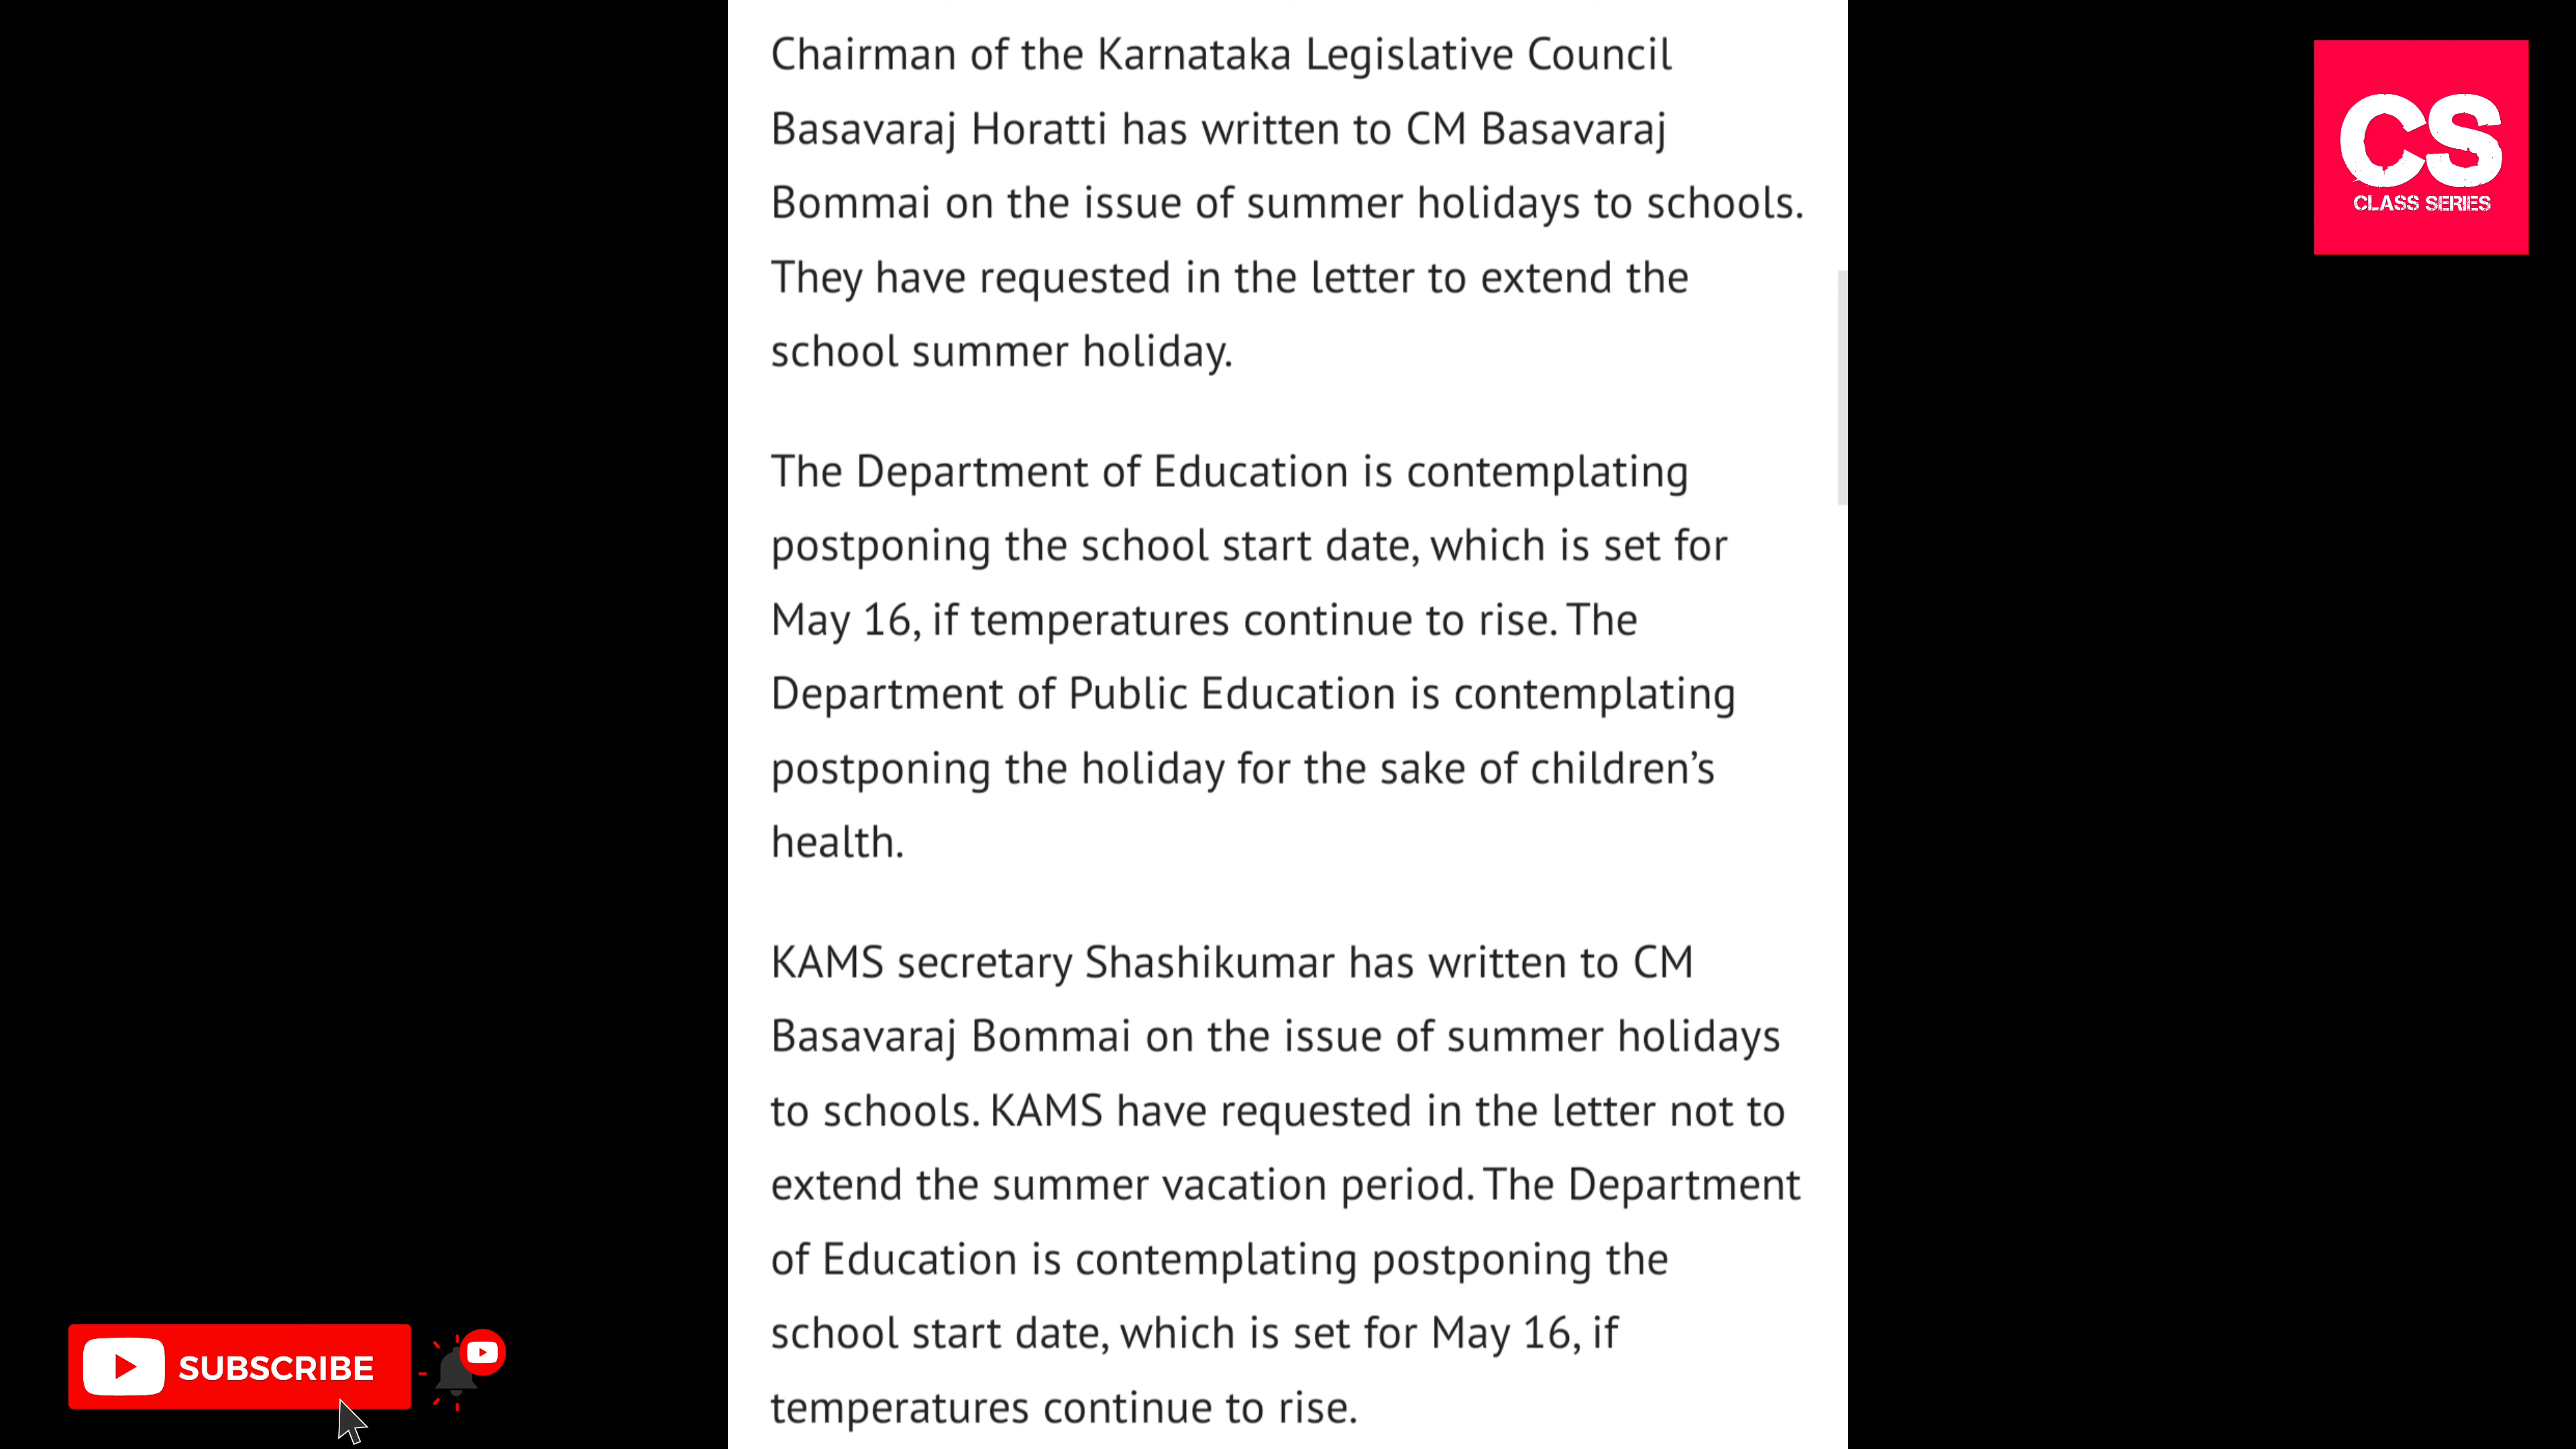 Chairman of the Karnataka Legislative Council
Basavaraj Horatti has written to CM Basavaraj
Bommai on the issue of summer holidays to schools.
They have requested in the letter to extend the
school summer holiday.
The Department of Education is contemplating
postponing the school start date, which is set for
May 16, if temperatures continue to rise. The
Department of Public Education is contemplating
postponing the holiday for the sake of children’s
health.
KAMS secretary Shashikumar has written to CM
Basavaraj Bommai on the issue of summer holidays
to schools. KAMS have requested in the letter not to
extend the summer vacation period. The Department
of Education is contemplating postponing the
school start date, which is set for May 16, if
temperatures continue to rise.
CS
CLASS SERIES
SUBSCRIBE